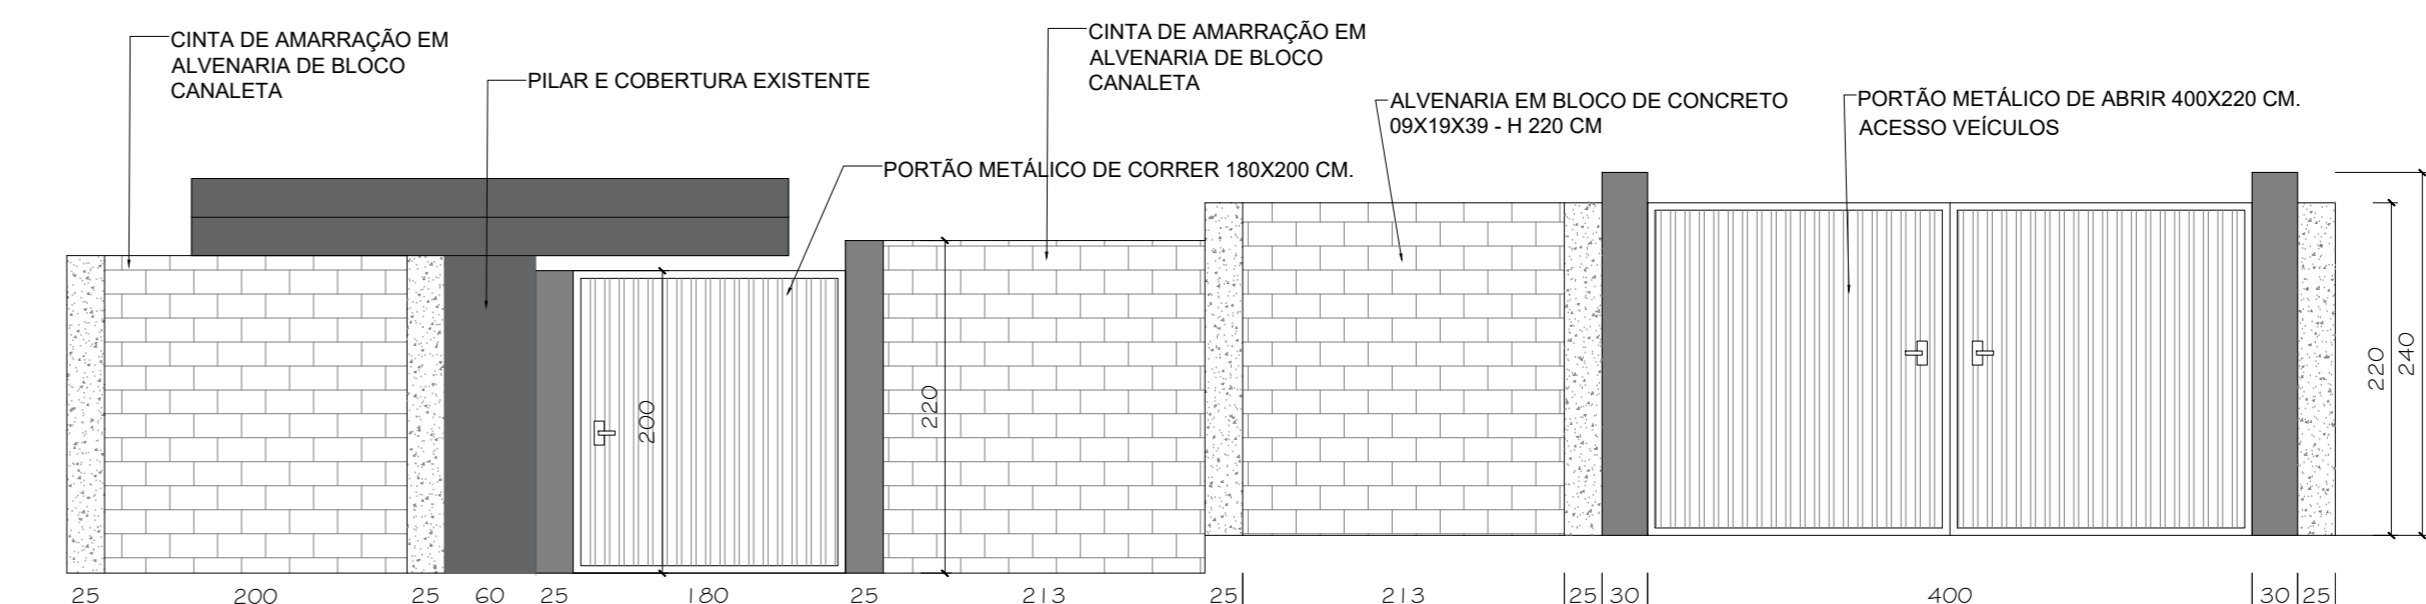 CINTA DE AMARRAÇÃO EM
ALVENARIA DE BLOCO
CANALETA
PILAR E COBERTURA EXISTENTE
PORTÃO METÁLICO DE CORRER 180X200 CM.
CINTA DE AMARRAÇÃO EM
ALVENARIA DE BLOCO
CANALETA
ALVENARIA EM BLOCO DE CONCRETO
09X19X39 - H 220 CM
PORTÃO METÁLICO DE ABRIR 400X220 CM.
ACESSO VEÍCULOS
200
220
220
240
25 200 25 60 25 180 25 213 25 213 25 30 400 30 25